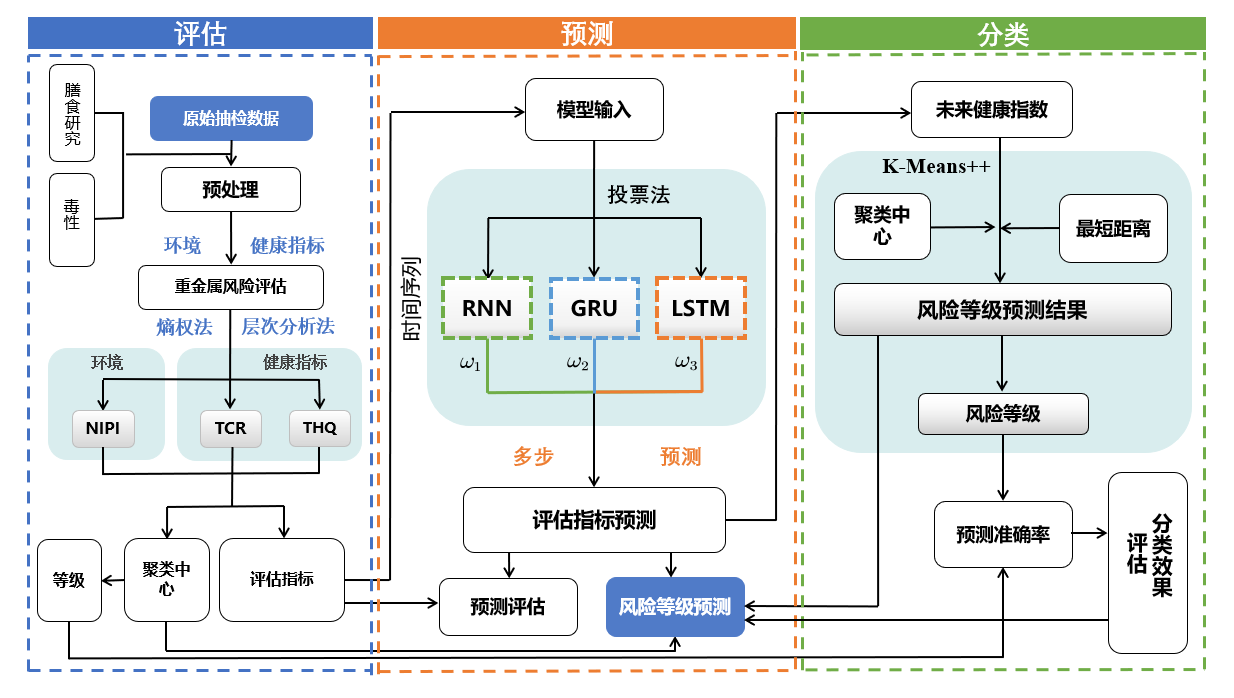 评估
膳食研究
毒性
原始抽检数据
预处理
环境 健康指标
重金属风险评估
熵权法 层次分析法
环境
健康指标
NIPI
TCR
THQ
等级
聚类中
心
评估指标
预测
模型输入
投票法
时间序列
RNN
GRU
LSTM
ω1
ω2
ω3
多步 预测
评估指标预测
预测评估
风险等级预测
分类
未来健康指数
K-Means++
聚类中
心
最短距离
风险等级预测结果
风险等级
预测准确率
分类效果
评估